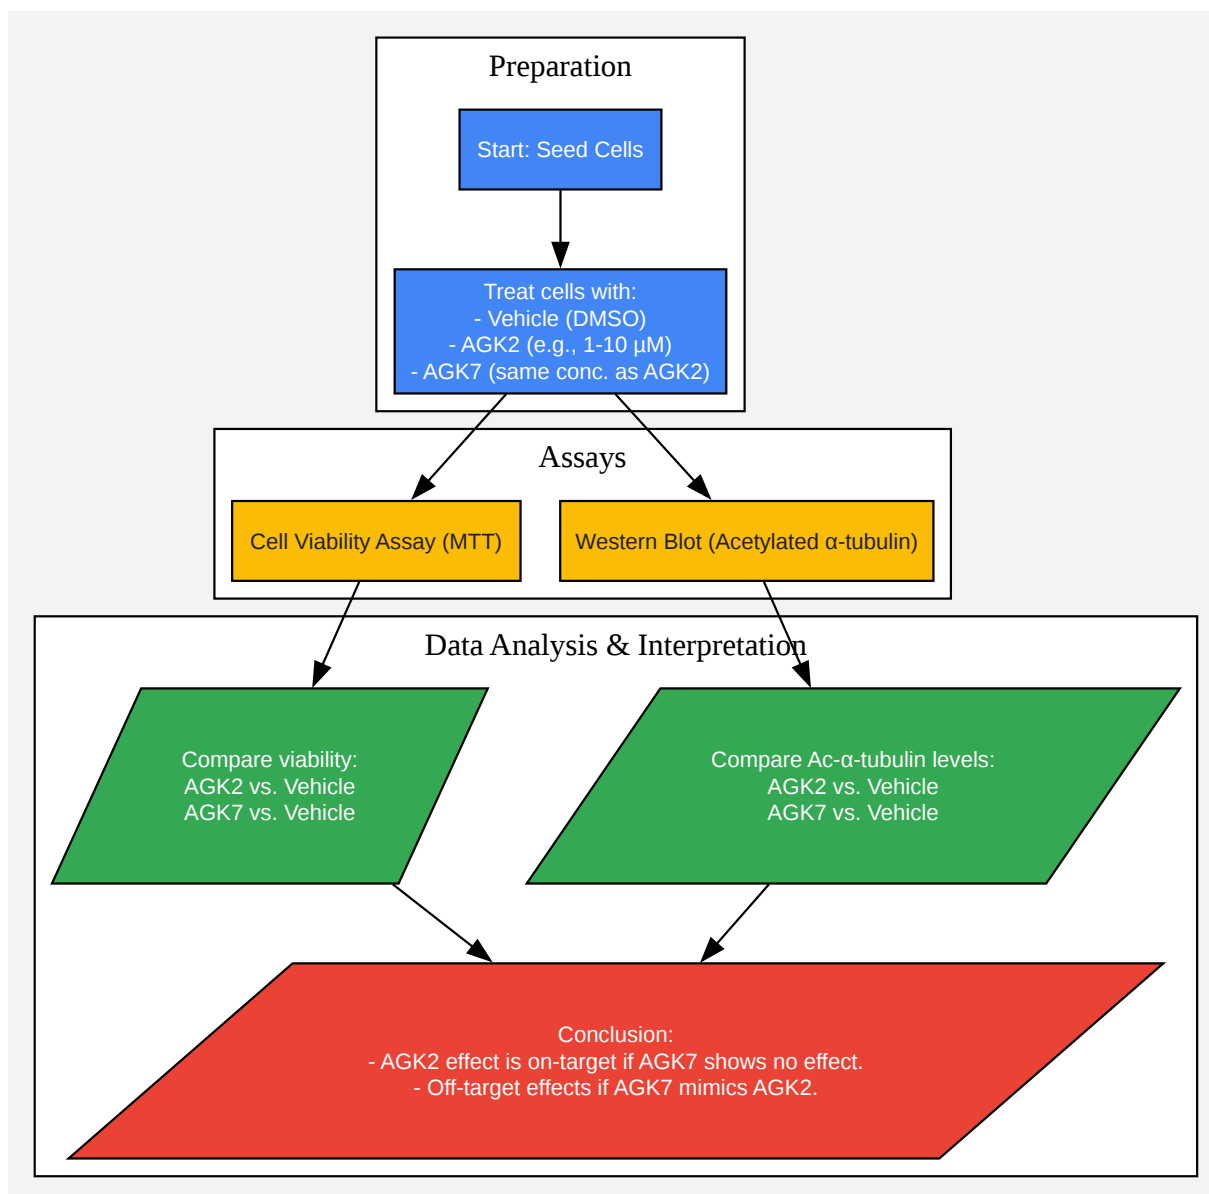 Preparation
Start: Seed Cells
Treat cells with:
- Vehicle (DMSO)
- AGK2 (e.g., 1-10 µM)
- AGK7 (same conc. as AGK2)
Assays
Cell Viability Assay (MTT)
Western Blot (Acetylated α-tubulin)
Data Analysis & Interpretation
Compare viability:
AGK2 vs. Vehicle
AGK7 vs. Vehicle
Compare Ac-α-tubulin levels:
AGK2 vs. Vehicle
AGK7 vs. Vehicle
Conclusion:
- AGK2 effect is on-target if AGK7 shows no effect.
- Off-target effects if AGK7 mimics AGK2.